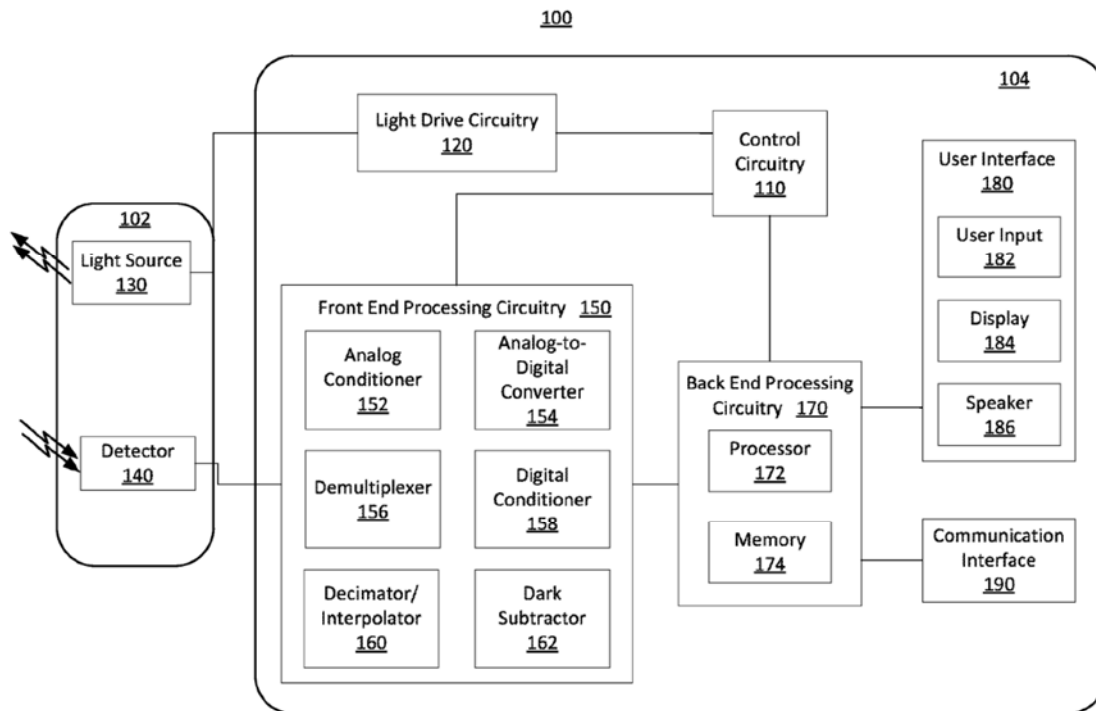 100
104
Light Drive Circuitry
120
Control
Circuitry
110
User Interface
180
User Input
182
Display
184
Speaker
186
102
Light Source
130
Detector
140
Front End Processing Circuitry 150
Analog
Conditioner
152
Analog-to-
Digital
Converter
154
Demultiplexer
156
Digital
Conditioner
158
Decimator/
Interpolator
160
Dark
Subtractor
162
Back End Processing
Circuitry 170
Processor
172
Memory
174
Communication
Interface
190